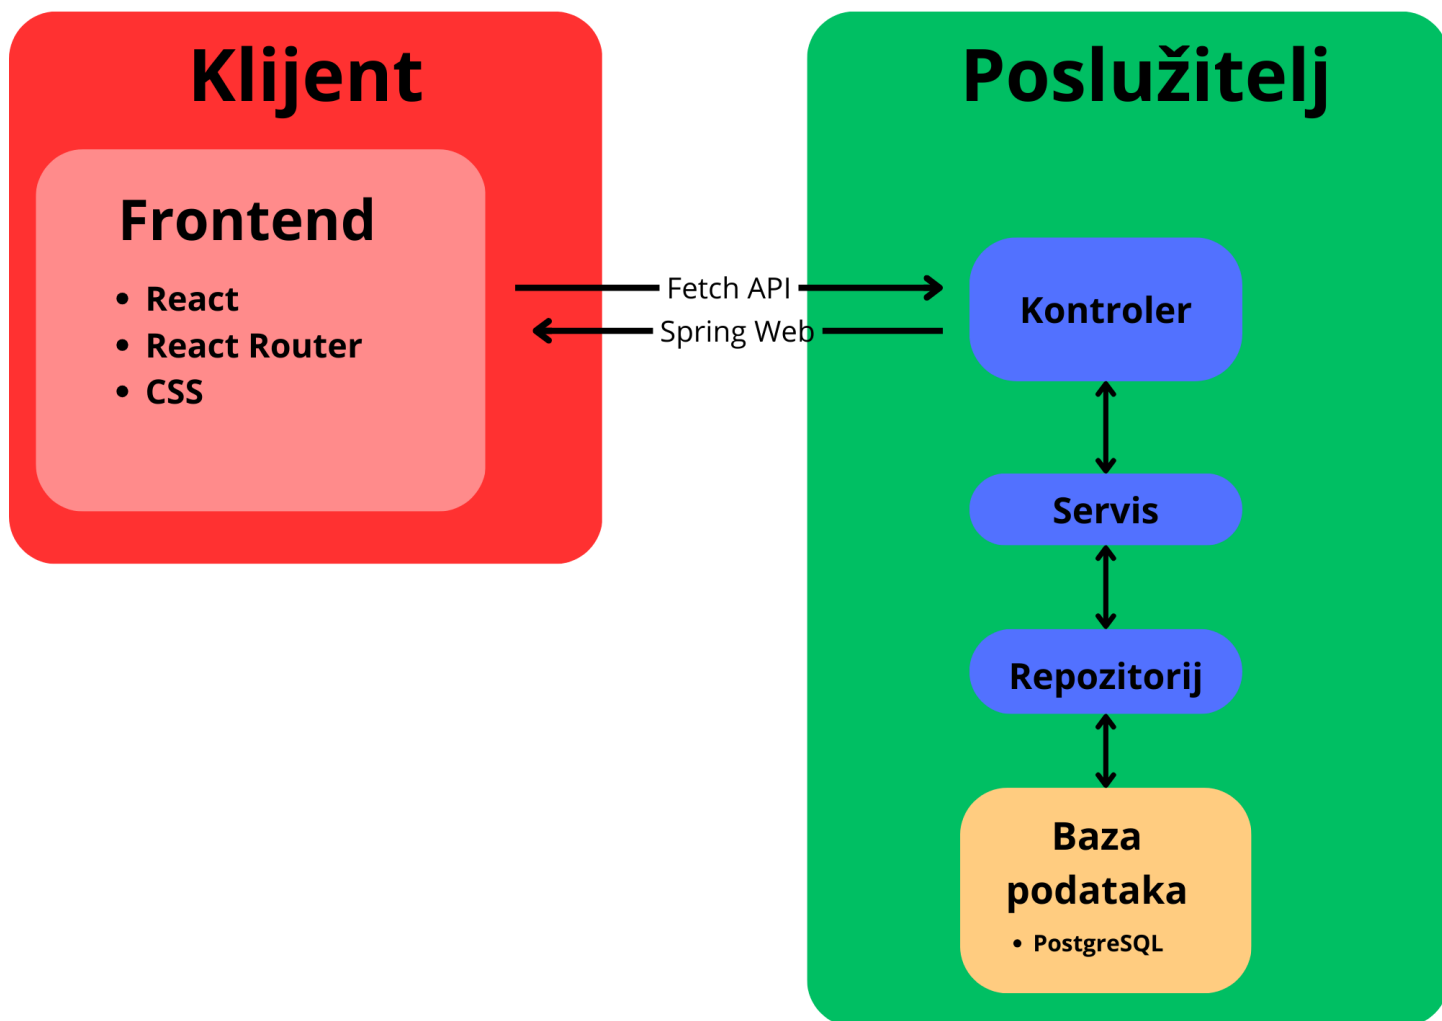 Klijent
Frontend
• React
• React Router
• CSS
Fetch API
Spring Web
Poslužitelj
Kontroler
Servis
Repozitorij
Baza
podataka
• PostgreSQL